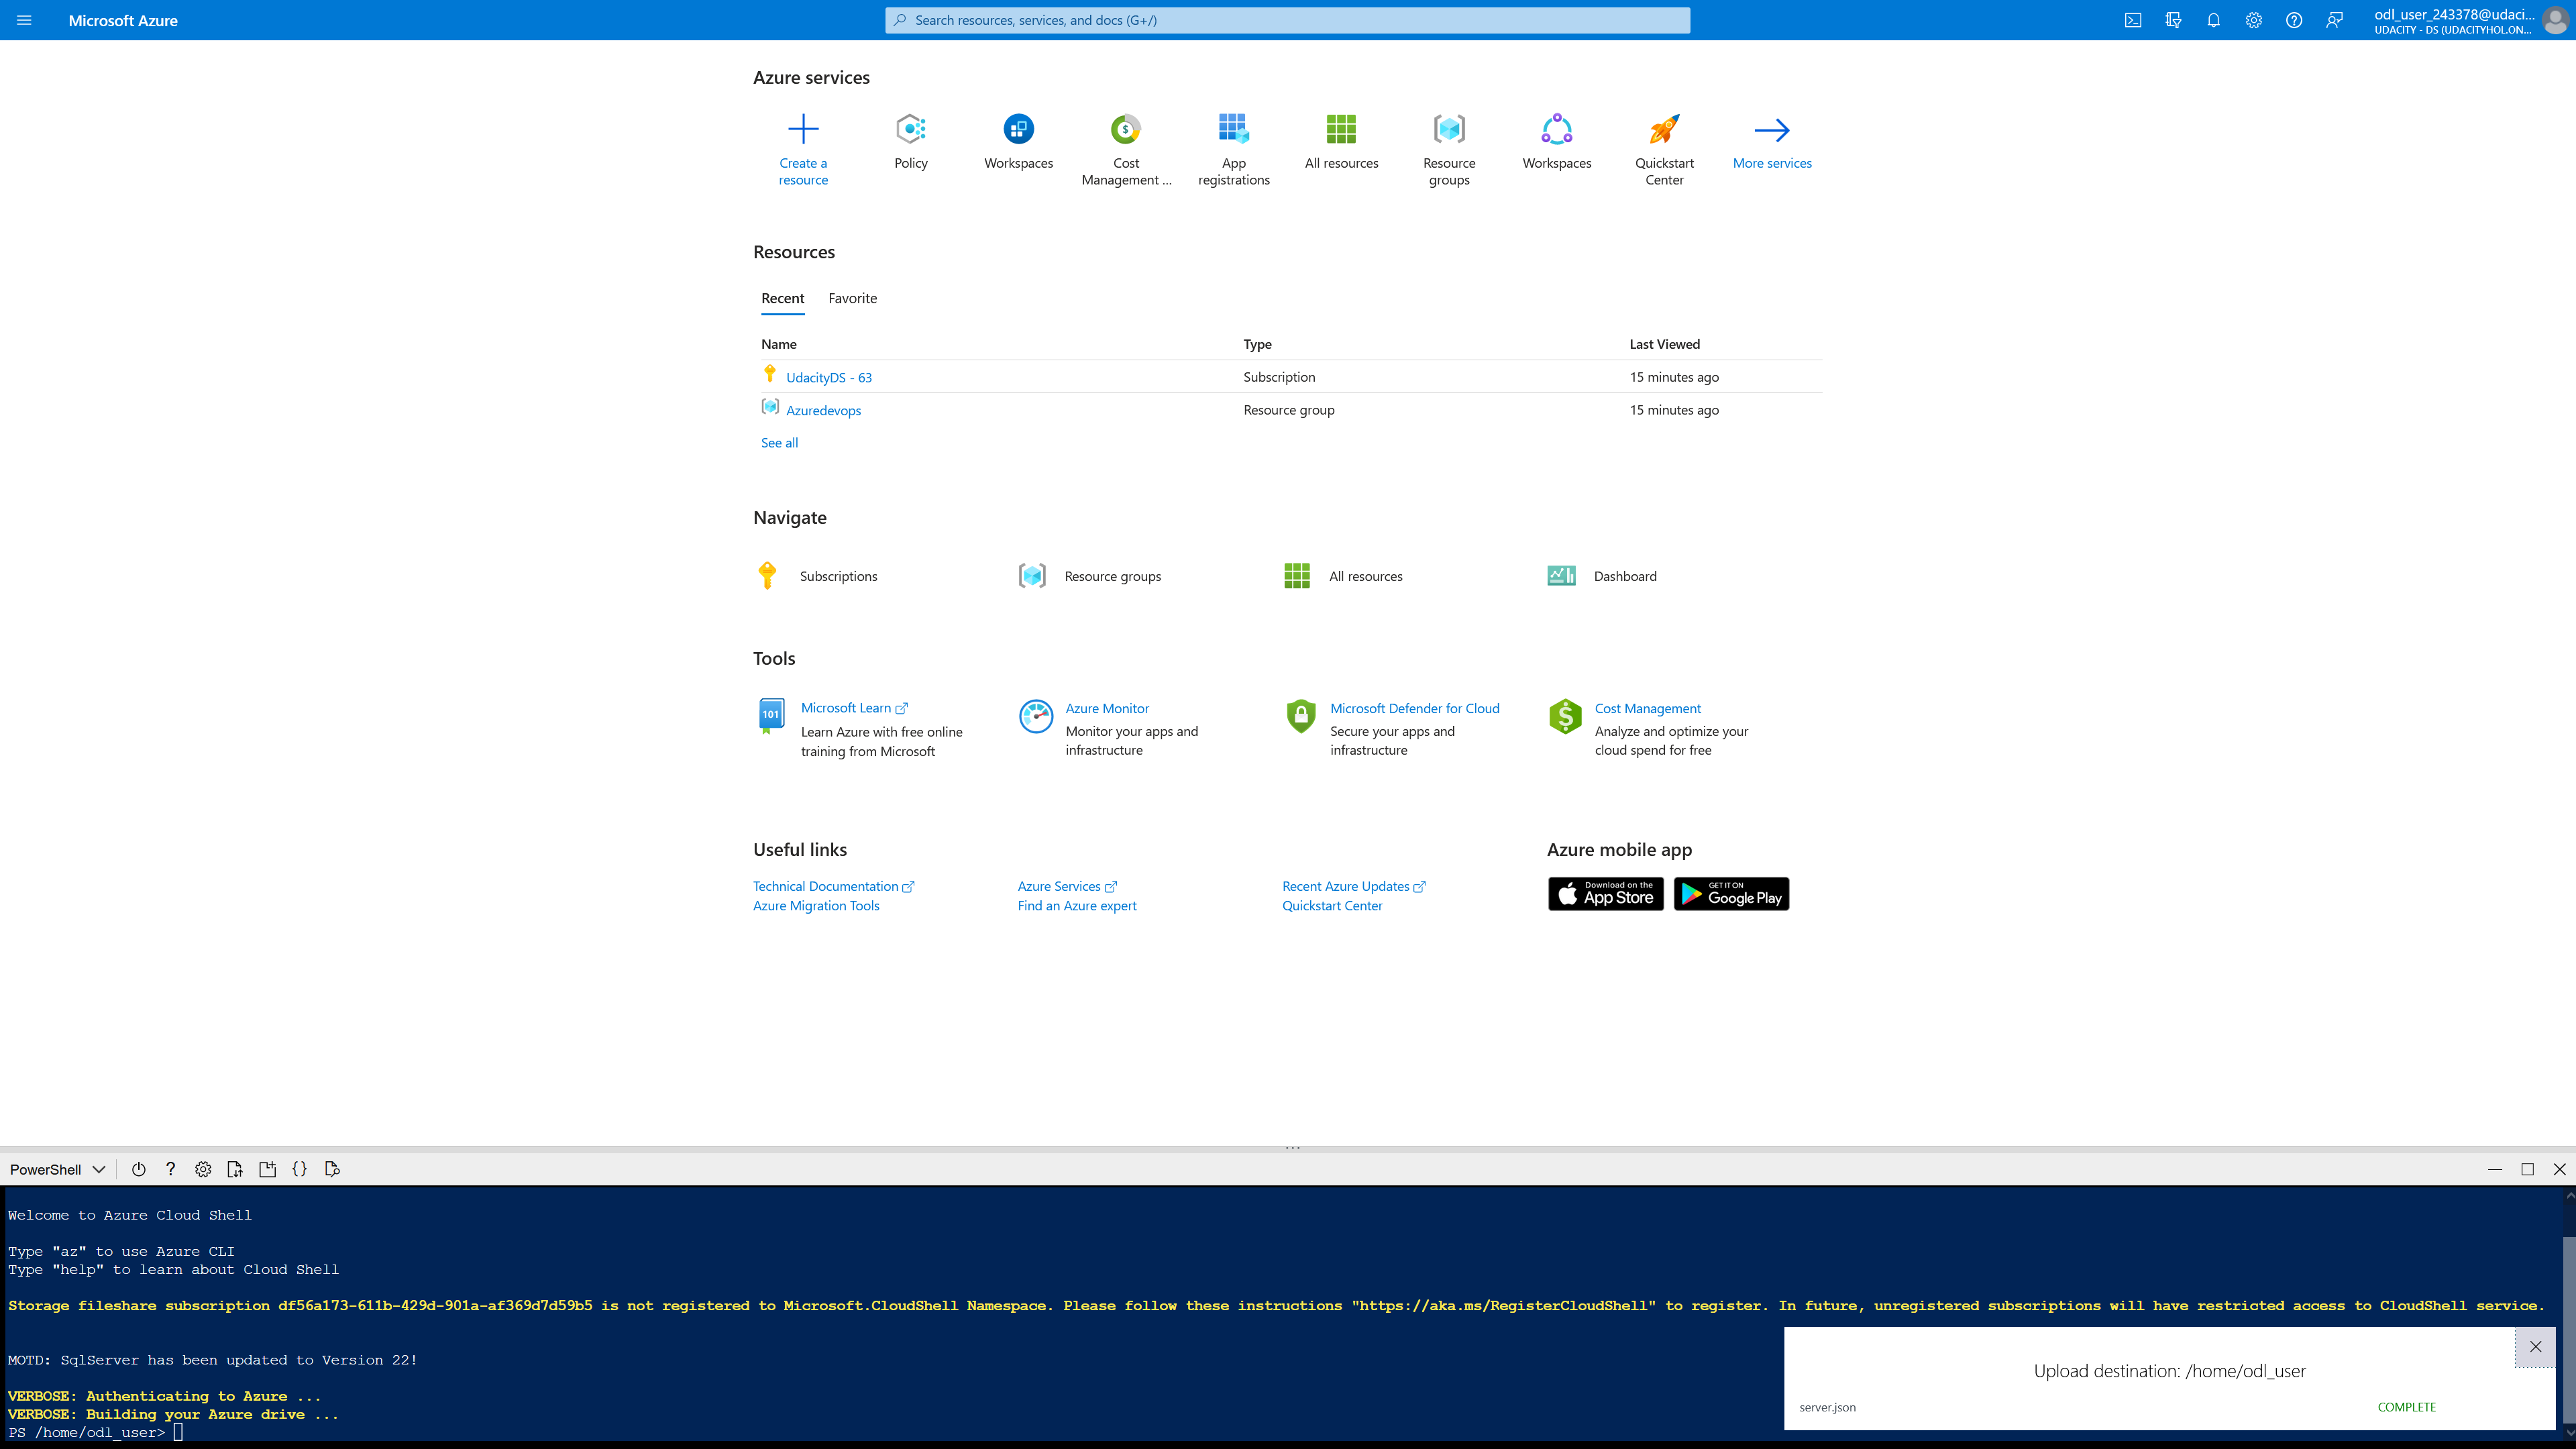 Microsoft Azure
Search resources, services, and docs (G+/)
odl_user_243378@udaci...
UDACITY - DS (UDACITYHOL.ON...
Azure services
Create a resource
Policy
Workspaces
Cost Management ...
App registrations
All resources
Resource groups
Workspaces
Quickstart Center
More services
Resources
Recent
Favorite
Name
Type
Last Viewed
UdacityDS - 63
Subscription
15 minutes ago
Azuredevops
Resource group
15 minutes ago
See all
Navigate
Subscriptions
Resource groups
All resources
Dashboard
Tools
101
Microsoft Learn
Learn Azure with free online
training from Microsoft
Azure Monitor
Monitor your apps and
infrastructure
Microsoft Defender for Cloud
Secure your apps and
infrastructure
Cost Management
Analyze and optimize your
cloud spend for free
Useful links
Technical Documentation
Azure Migration Tools
Azure Services
Find an Azure expert
Recent Azure Updates
Quickstart Center
Azure mobile app
Download on the
App Store
GET IT ON
Google Play
PowerShell
Welcome to Azure Cloud Shell
Type "az" to use Azure CLI
Type "help" to learn about Cloud Shell
Storage fileshare subscription df56a173-611b-429d-901a-af369d7d59b5 is not registered to Microsoft.CloudShell Namespace. Please follow these instructions "https://aka.ms/RegisterCloudShell" to register. In future, unregistered subscriptions will have restricted access to CloudShell service.
MOTD: SqlServer has been updated to Version 22!
VERBOSE: Authenticating to Azure ...
VERBOSE: Building your Azure drive ...
PS /home/odl_user>
Upload destination: /home/odl_user
server.json
COMPLETE